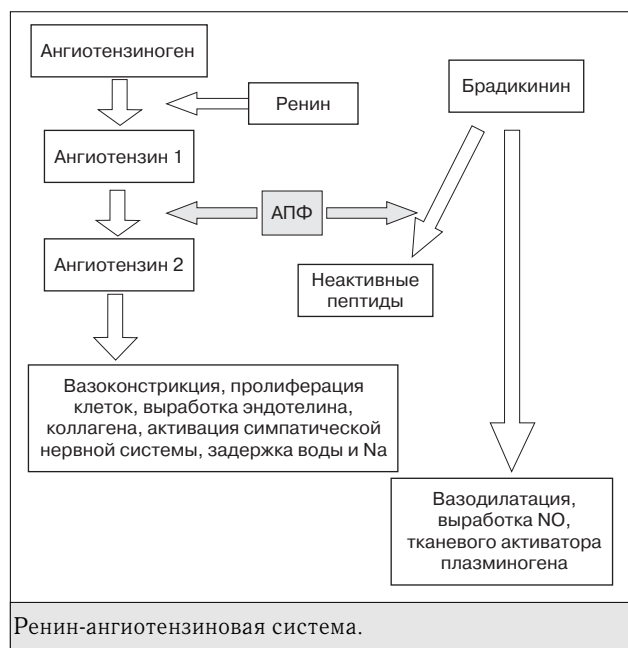 Ангиотензиноген
Ренин
Брадикинин
Ангиотензин 1
АПФ
Ангиотензин 2
Неактивные
пептиды
Вазоконстрикция, пролиферация
клеток, выработка эндотелина,
коллагена, активация симпатической
нервной системы, задержка воды и Na
Вазодилатация,
выработка NO,
тканевого активатора
плазминогена
Ренин-ангиотензиновая система.